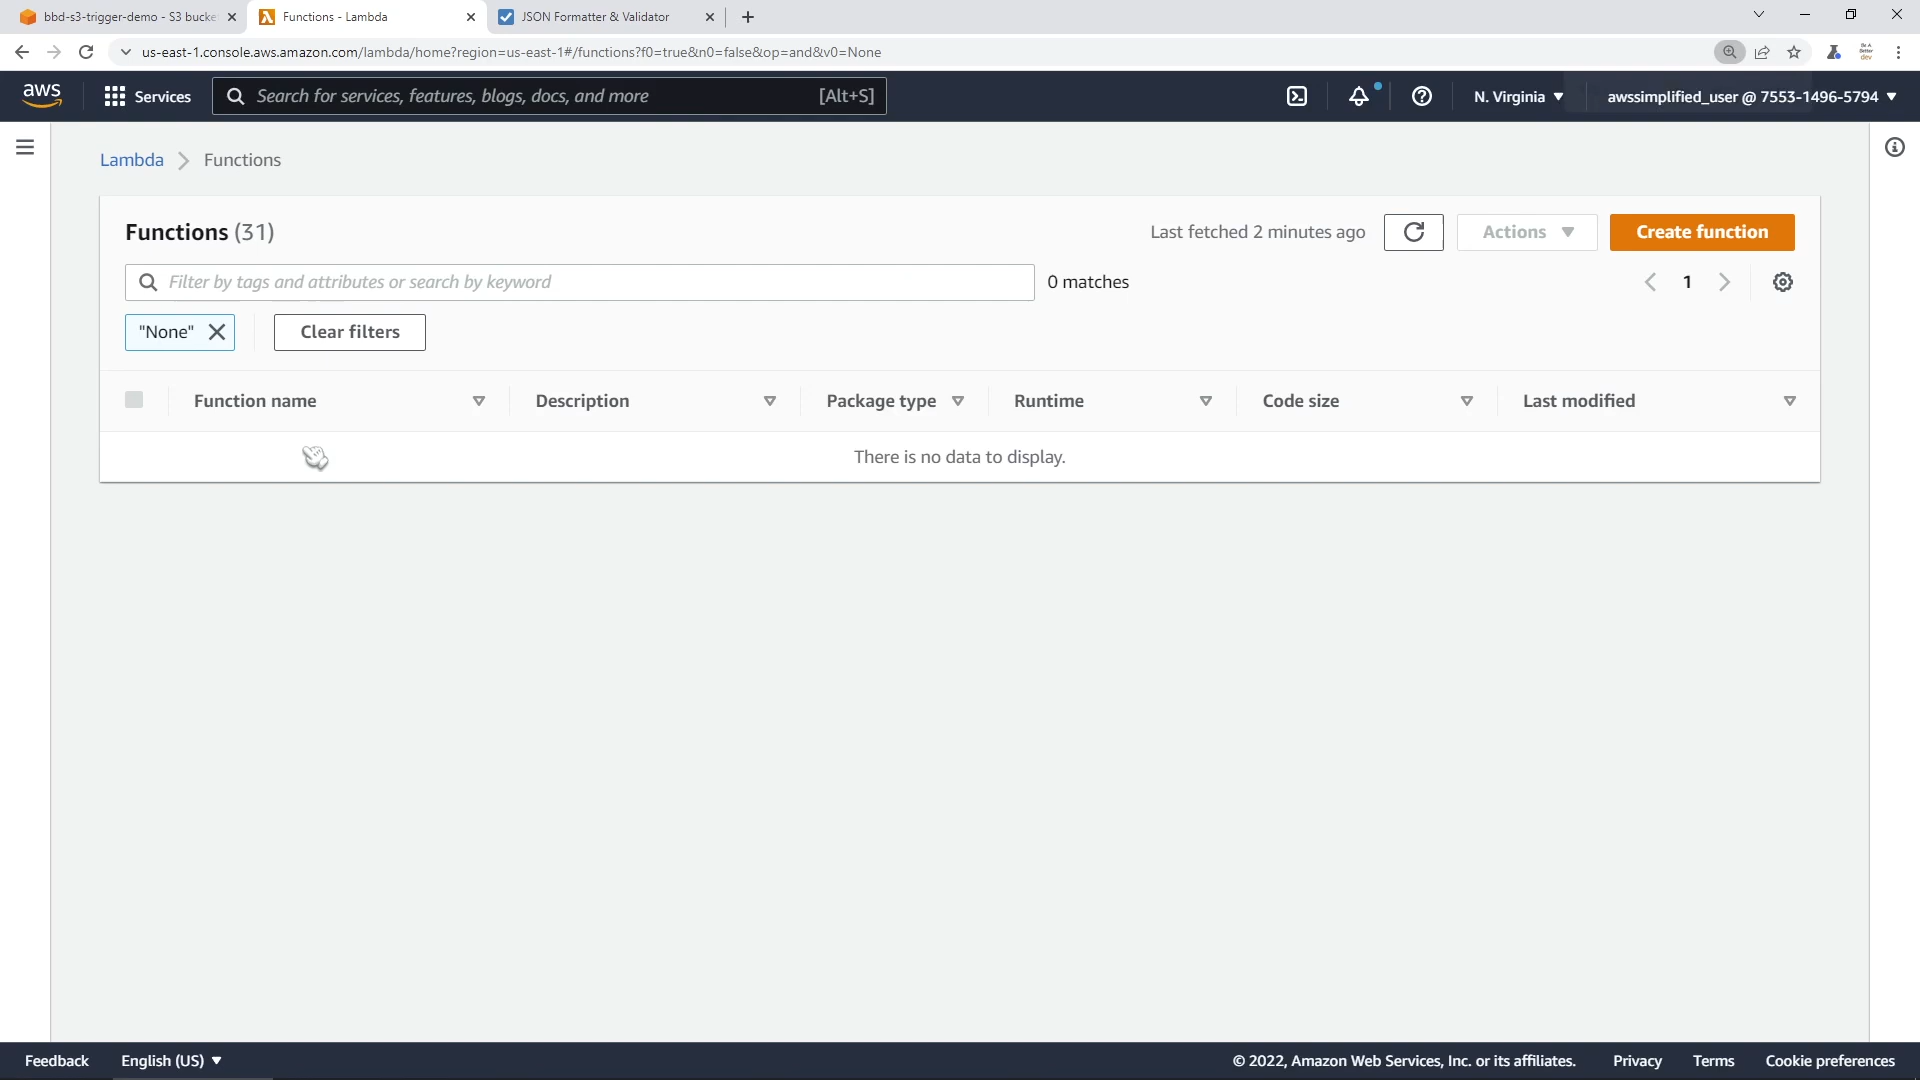 bbd-s3-trigger-demo - S3 bucke
Functions - Lambda
JSON Formatter & Validator
us-east-1.console.aws.amazon.com/lambda/home?region=us-east-1#/functions?f0=true&n0=false&op=and&v0=None
aws
Services
Search for services, features, blogs, docs, and more
[Alt+S]
N. Virginia
awssimplified_user @ 7553-1496-5794
Lambda
Functions
Functions (31)
Last fetched 2 minutes ago
Actions
Create function
Filter by tags and attributes or search by keyword
0 matches
1
"None"
Clear filters
Function name
Description
Package type
Runtime
Code size
Last modified
There is no data to display.
Feedback
English (US)
© 2022, Amazon Web Services, Inc. or its affiliates.
Privacy
Terms
Cookie preferences